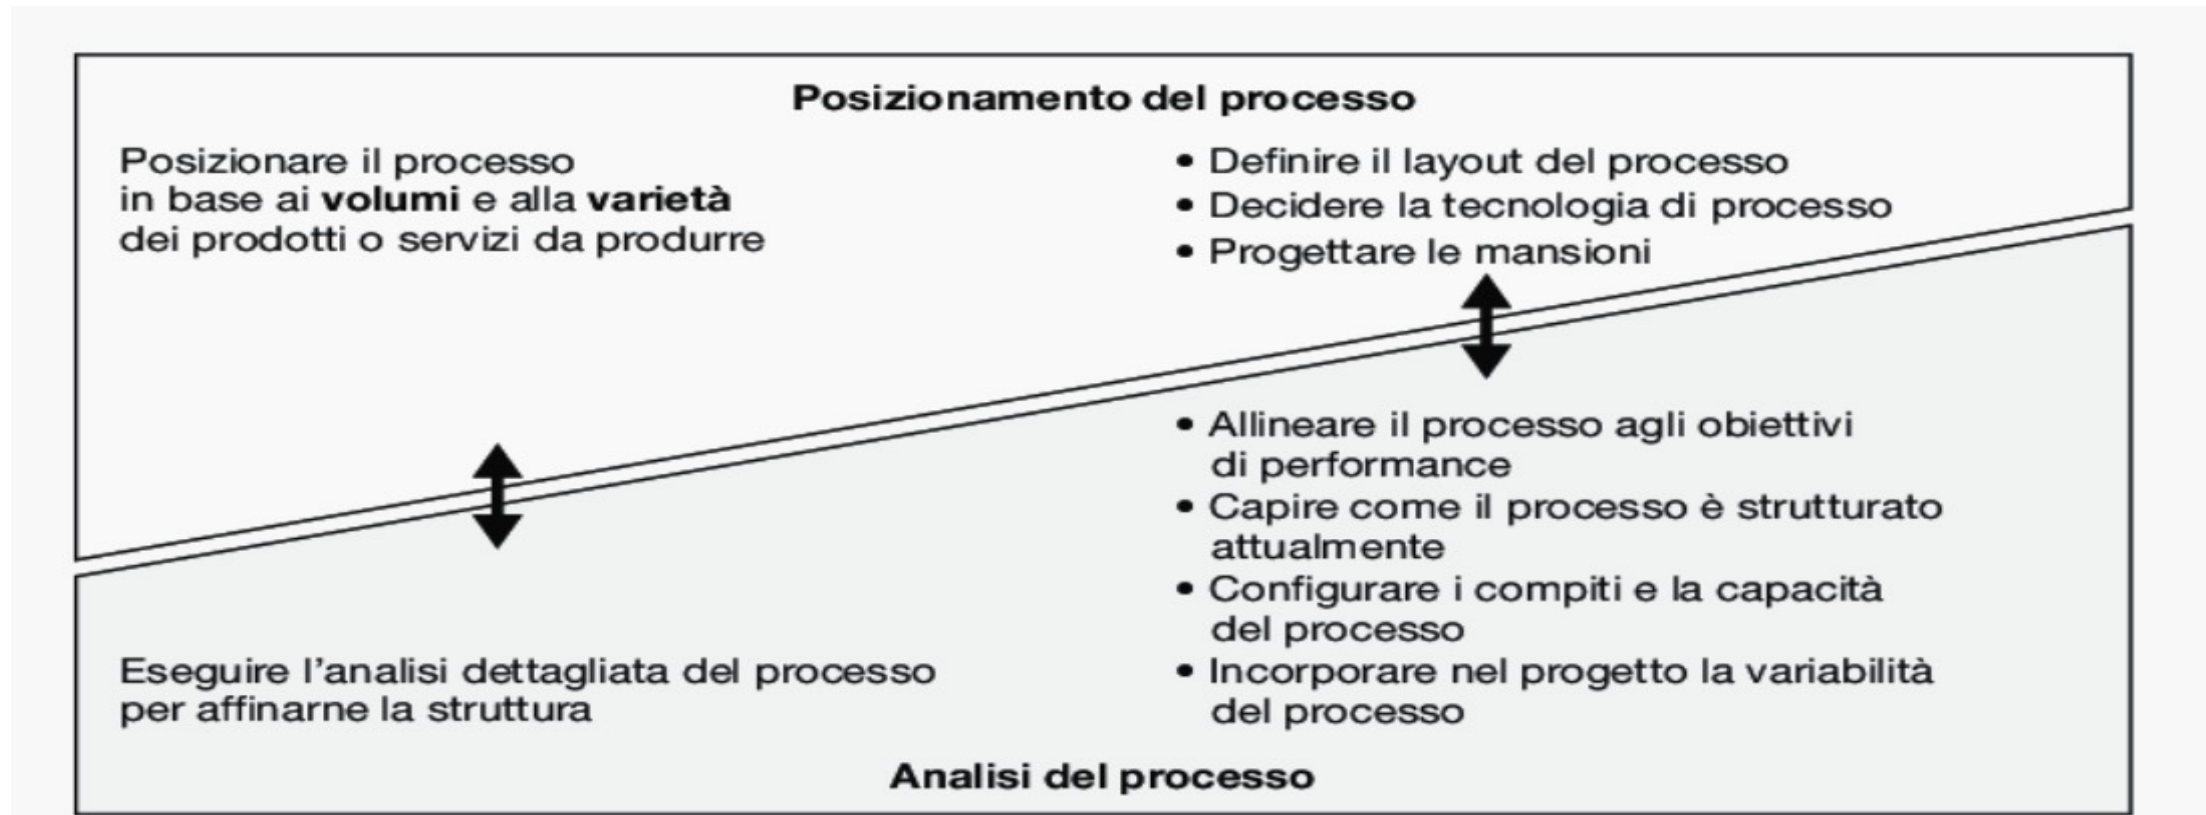 Posizionamento del processo
Posizionare il processo
in base ai volumi e alla varietà
dei prodotti o servizi da produrre
• Definire il layout del processo
• Decidere la tecnologia di processo
• Progettare le mansioni
• Allineare il processo agli obiettivi
di performance
• Capire come il processo è strutturato
attualmente
• Configurare i compiti e la capacità
del processo
• Incorporare nel progetto la variabilità
del processo
Eseguire l'analisi dettagliata del processo
per affinarne la struttura
Analisi del processo